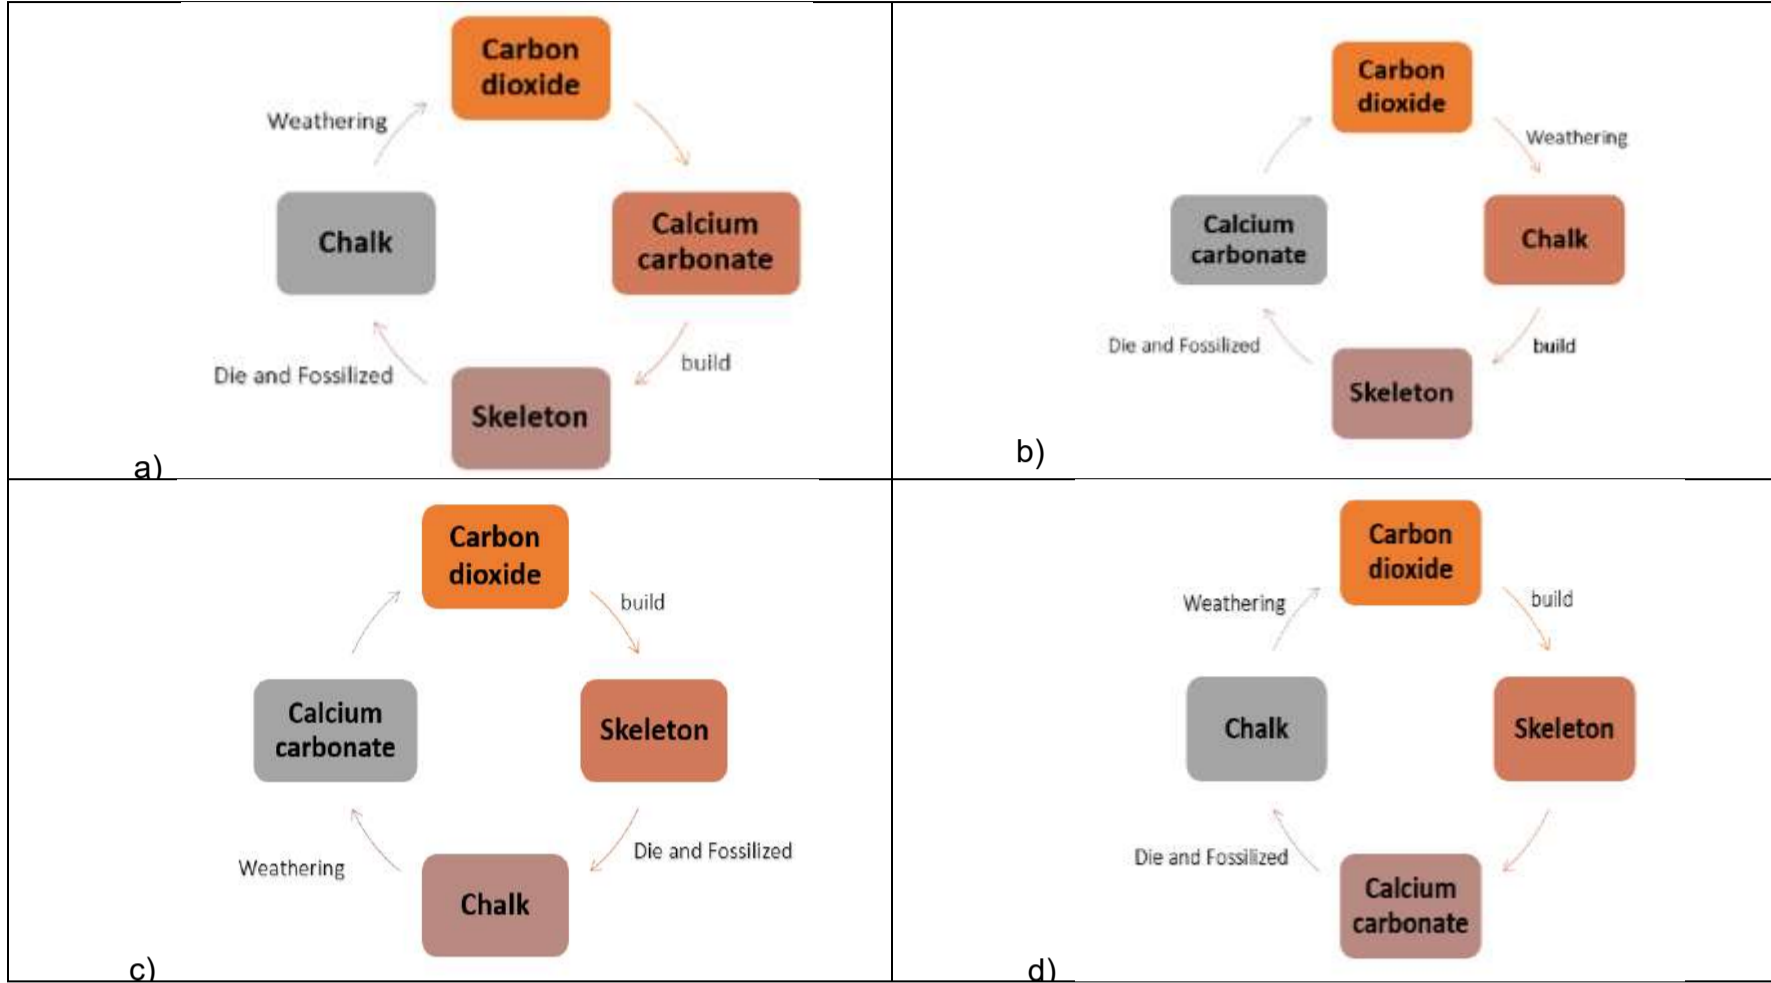 Carbon
dioxide
Weathering
Chalk
Calcium
carbonate
Die and Fossilized
build
Skeleton
a)
Carbon
dioxide
Weathering
Calcium
carbonate
Chalk
Die and Fossilized
build
Skeleton
b)
Carbon
dioxide
build
Calcium
carbonate
Skeleton
Weathering
Die and Fossilized
Chalk
c)
Carbon
dioxide
Weathering
build
Chalk
Skeleton
Die and Fossilized
Calcium
carbonate
d)